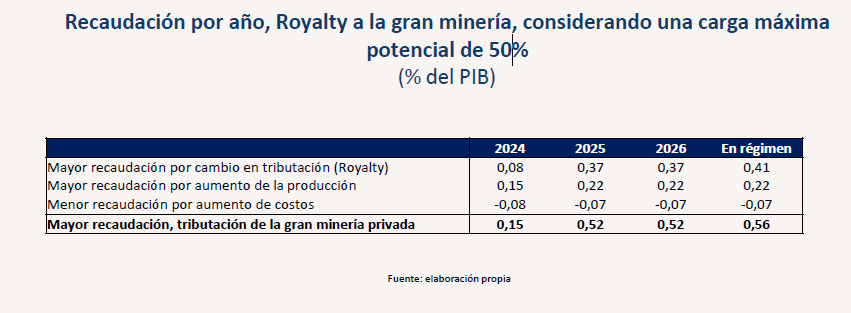 Recaudación por año, Royalty a la gran minería, considerando una carga máxima
potencial de 50%
(% del PIB)
2024 2025 2026 En régimen
Mayor recaudación por cambio en tributación (Royalty) 0,08 0,37 0,37 0,41
Mayor recaudación por aumento de la producción 0,15 0,22 0,22 0,22
Menor recaudación por aumento de costos -0,08 -0,07 -0,07 -0,07
Mayor recaudación, tributación de la gran minería privada 0,15 0,52 0,52 0,56
Fuente: elaboración propia